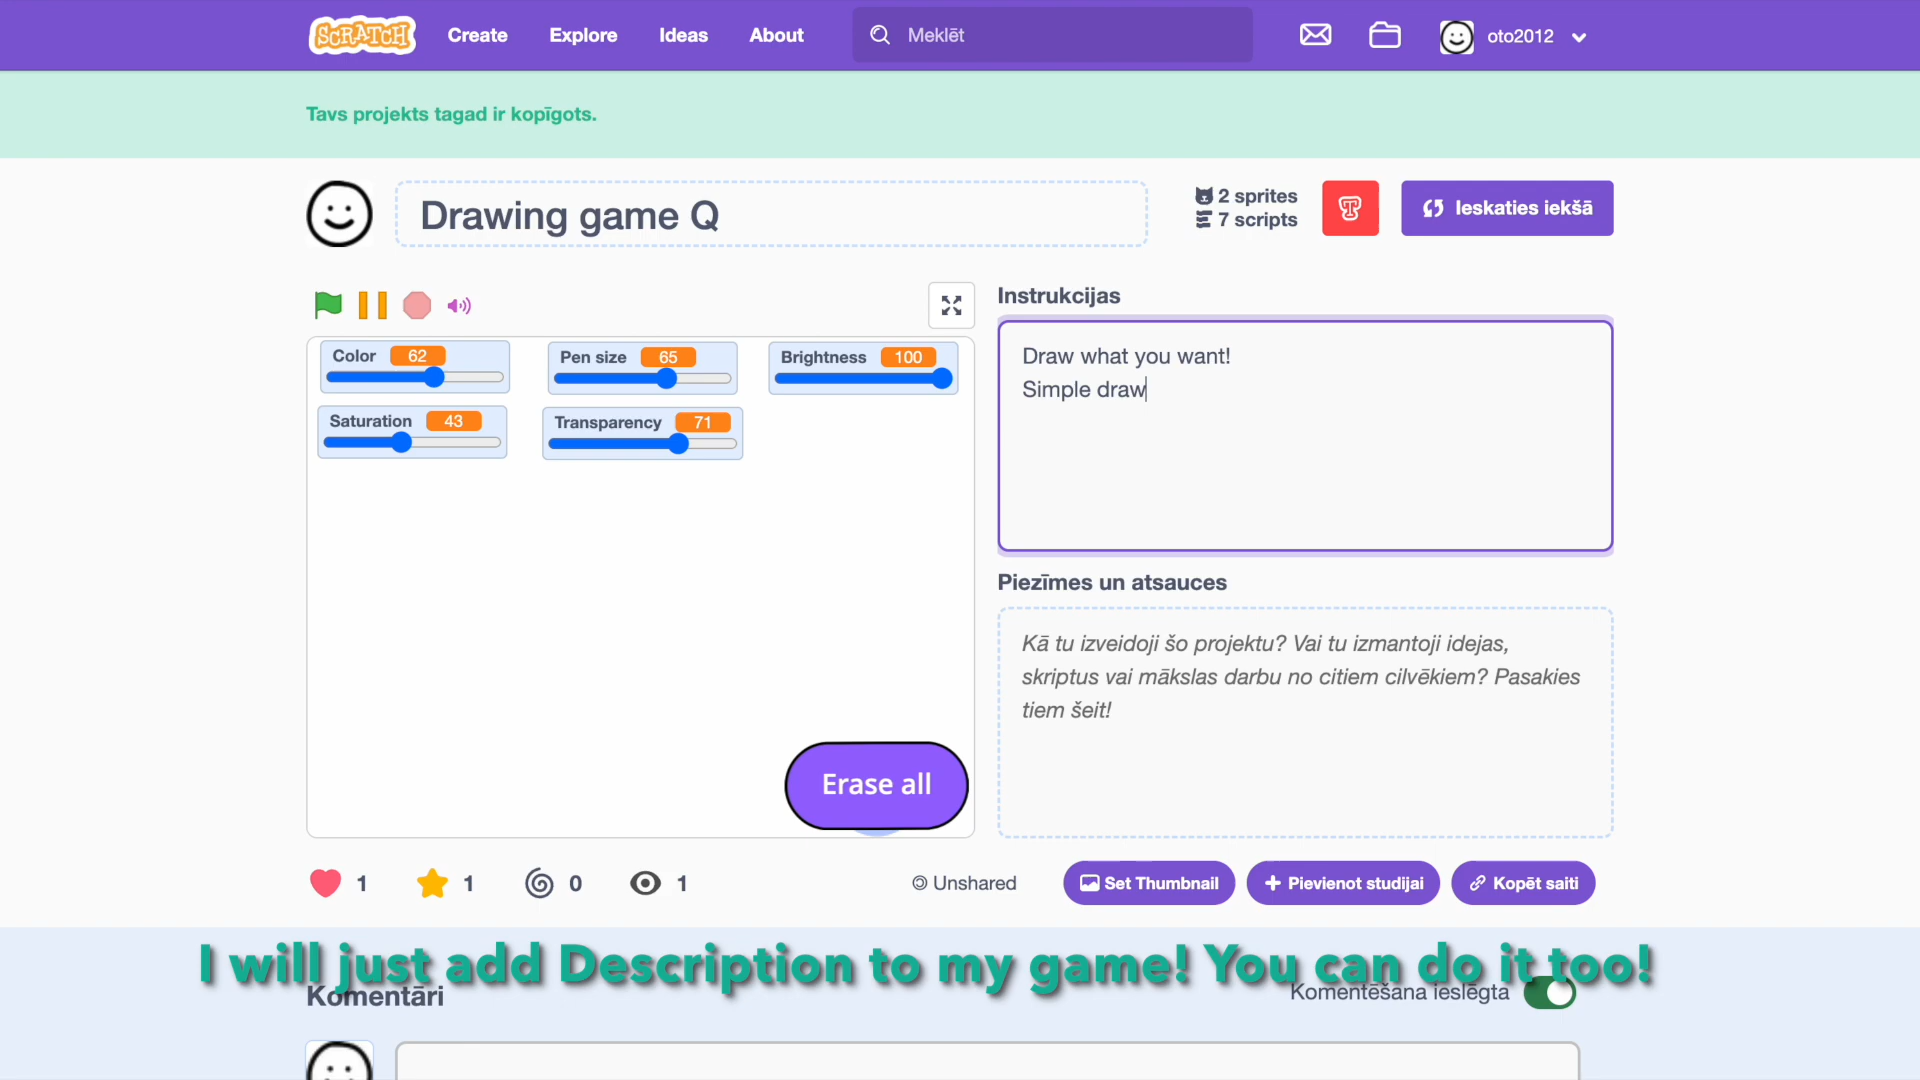 SCRATCH
Create
Explore
Ideas
About
Meklēt
oto2012
Tavs projekts tagad ir kopīgots.
Drawing game Q
2 sprites
7 scripts
Ieskaties iekšā
Color 62
Pen size 65
Brightness 100
Saturation 43
Transparency 71
Erase all
Instrukcijas
Draw what you want!
Simple draw
Piezīmes un atsauces
Kā tu izveidoji šo projektu? Vai tu izmantoji idejas,
skriptus vai mākslas darbu no citiem cilvēkiem? Pasakies
tiem šeit!
1
1
0
1
Unshared
Set Thumbnail
Pievienot studijai
Kopēt saiti
I will just add Description to my game! You can do it too!
Komentāri
Komentēšana ieslēgta